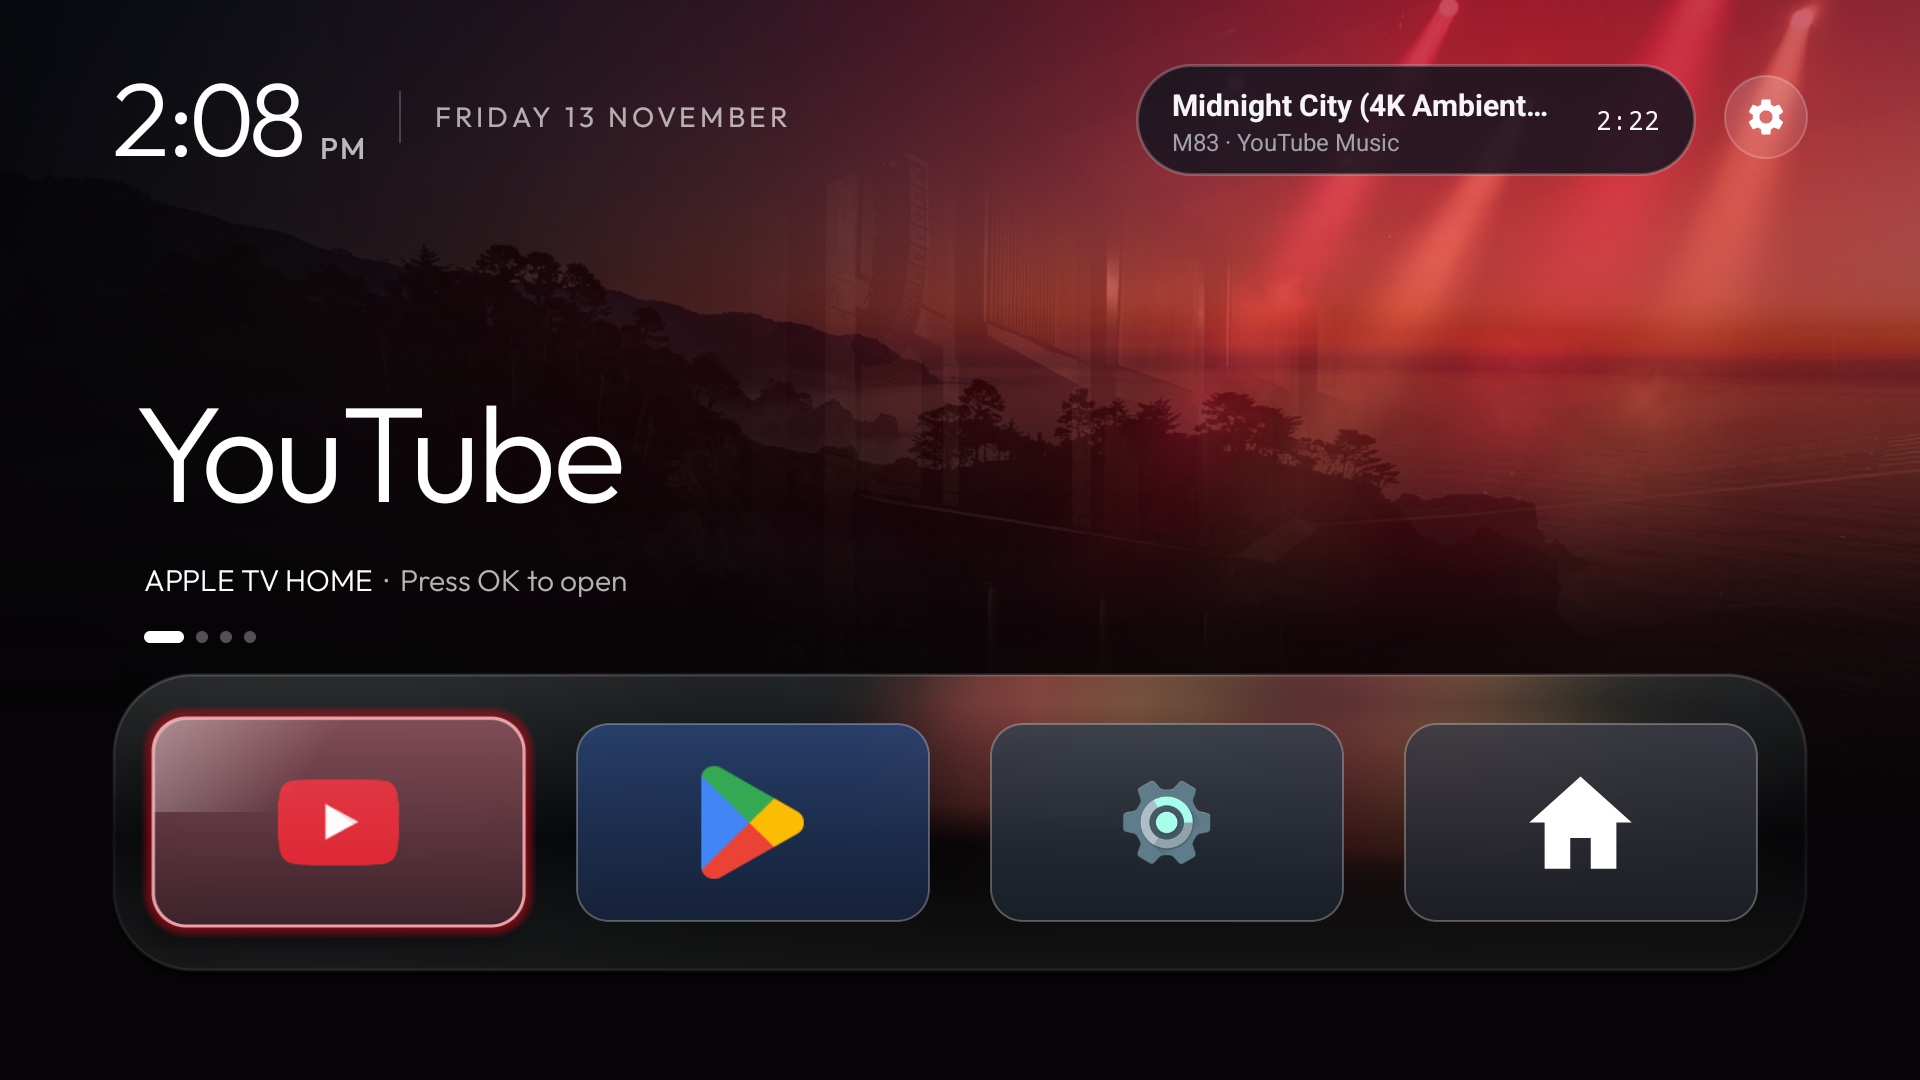 2:08 PM
FRIDAY 13 NOVEMBER
Midnight City (4K Ambient...
M83 · YouTube Music
2:22
YouTube
APPLE TV HOME · Press OK to open